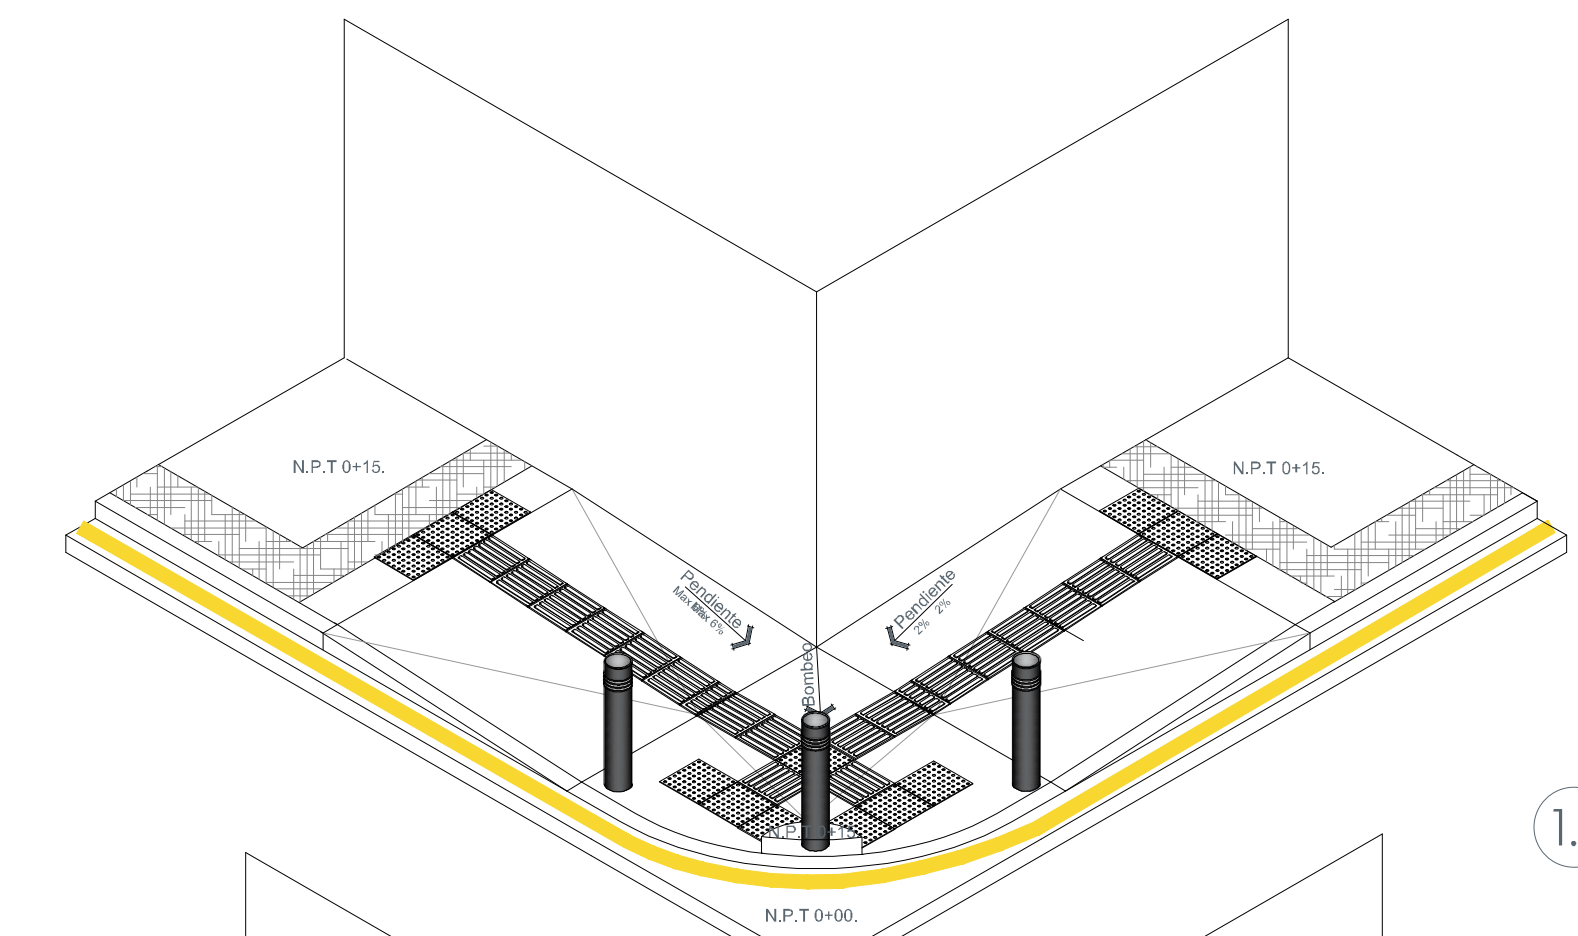 N.P.T 0+15.
N.P.T 0+15.
Pendiente
Max 6%
Pendiente
2% 2%
Bombeo
N.P.T 0+15.
N.P.T 0+00.
1.